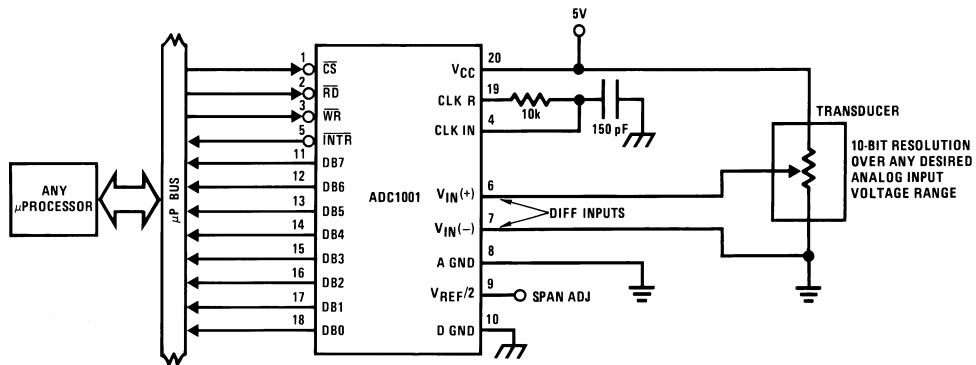 5V
1
CS
2
RD
3
WR
5
INTR
11
DB7
12
DB6
13
DB5
14
DB4
15
DB3
16
DB2
17
DB1
18
DB0
ANY
μPROCESSOR
μP BUS
ADC1001
20
VCC
19
CLK R
4
CLK IN
10k
150 pF
6
VIN(+)
7
VIN(−)
DIFF INPUTS
8
A GND
9
VREF/2
SPAN ADJ
10
D GND
TRANSDUCER
10-BIT RESOLUTION
OVER ANY DESIRED
ANALOG INPUT
VOLTAGE RANGE